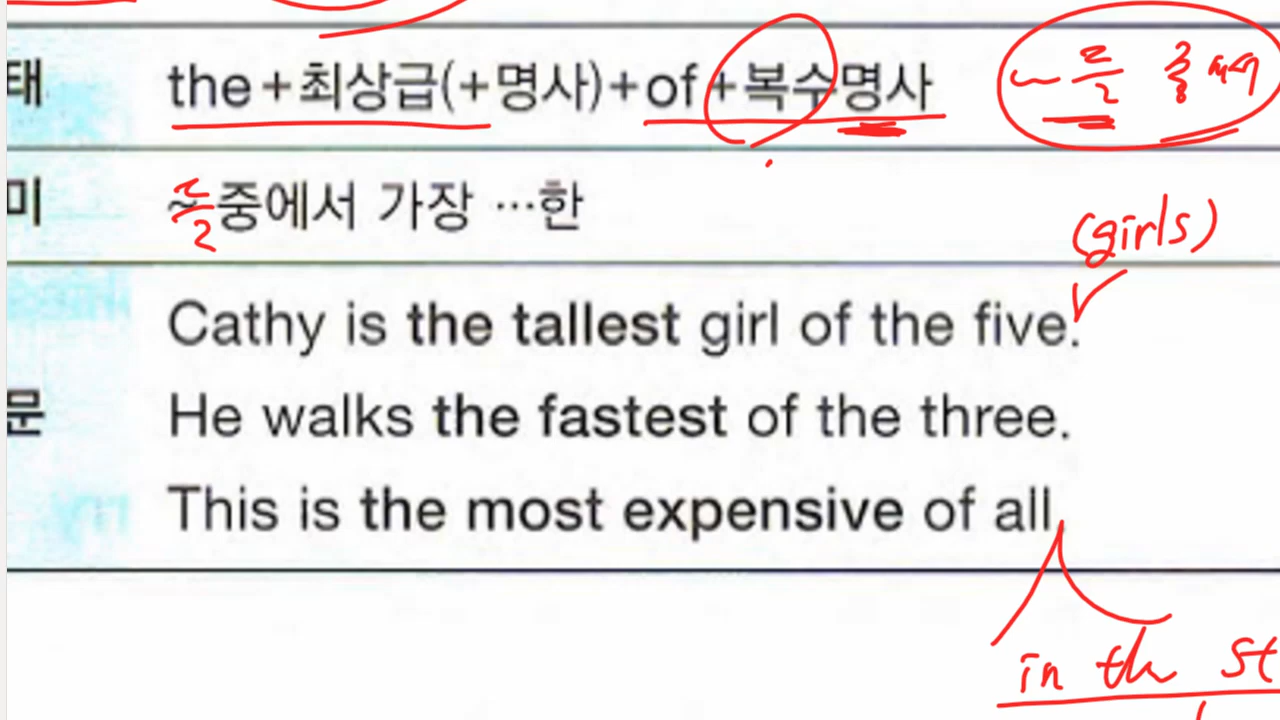 태 the+최상급(+명사)+of+복수명사 ~들 중에서
미 ~들 중에서 가장 …한
(girls)
Cathy is the tallest girl of the five.
문 He walks the fastest of the three.
This is the most expensive of all.
in the st